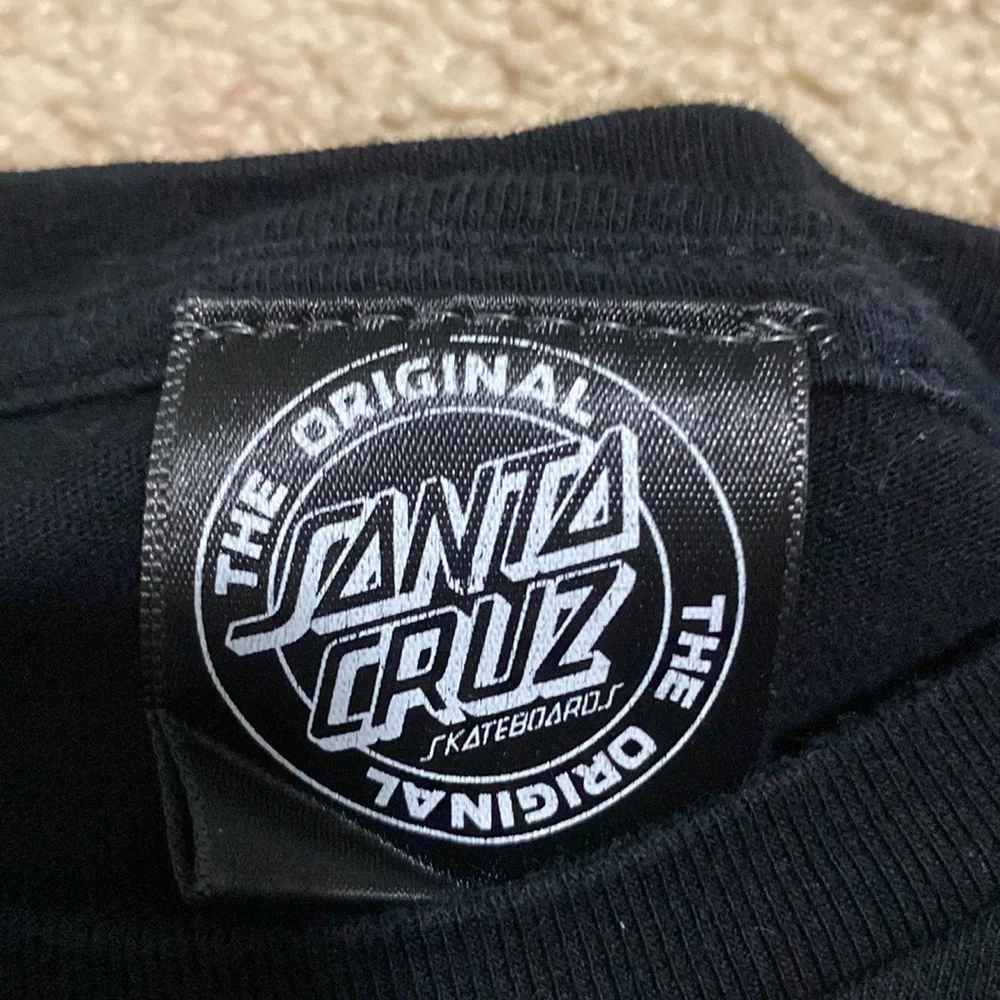 THE ORIGINAL
SANTA
CRUZ
SKATEBOARDS
THE ORIGINAL